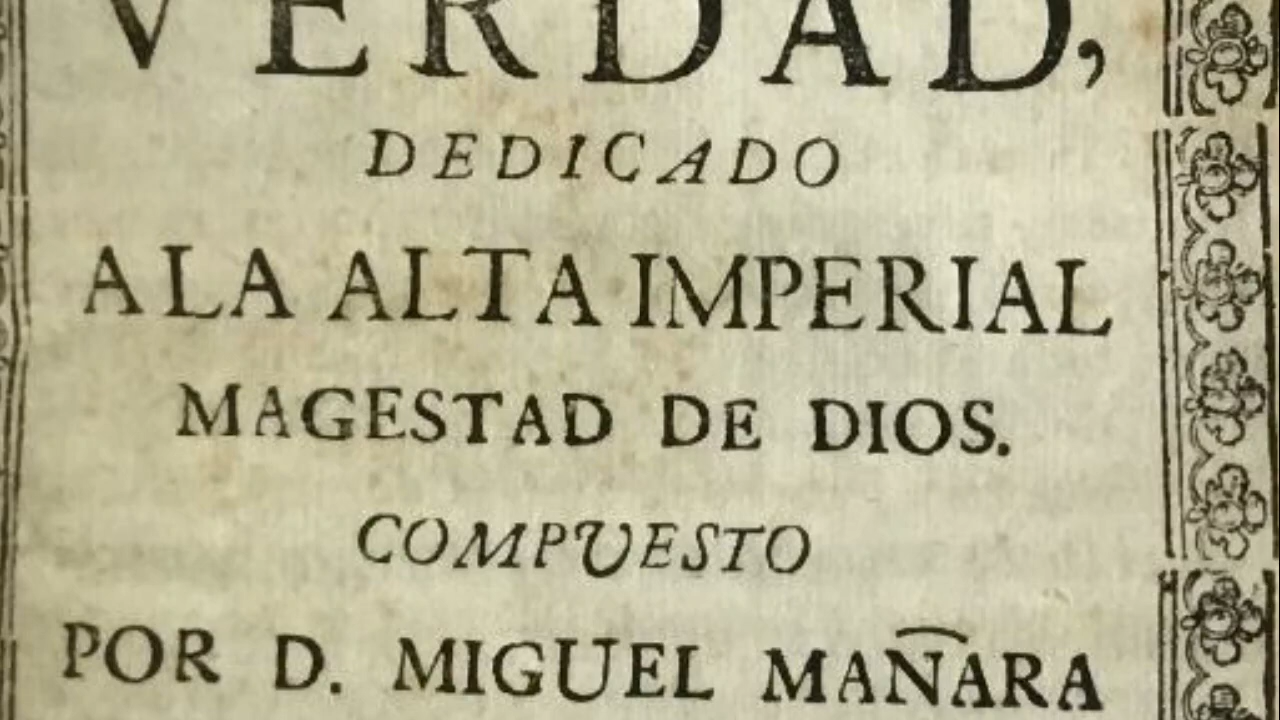 VERDAD,
DEDICADO
A LA ALTA IMPERIAL
MAGESTAD DE DIOS.
COMPUESTO
POR D. MIGUEL MAÑARA